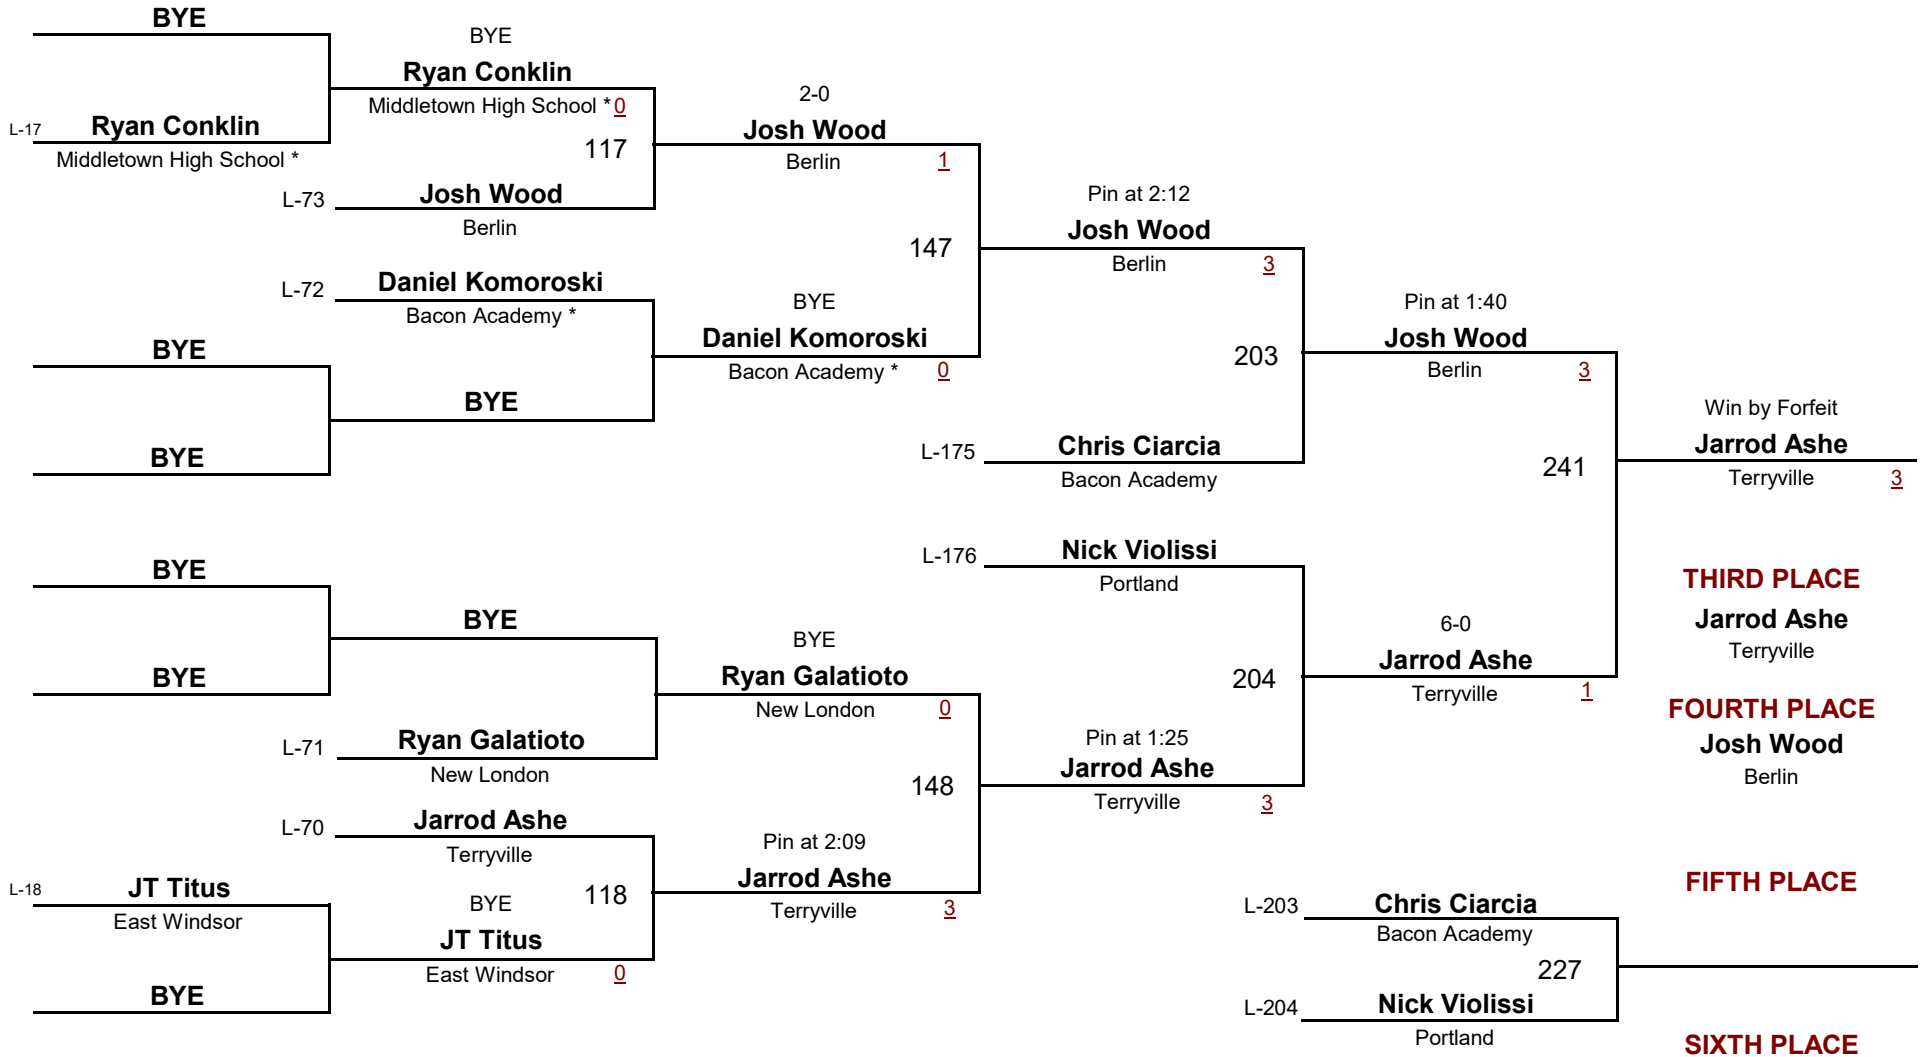 BYE
L-17 Ryan Conklin
Middletown High School *
BYE
Ryan Conklin
Middletown High School * 0
117
L-73 Josh Wood
Berlin
2-0
Josh Wood
Berlin 1
147
L-72 Daniel Komoroski
Bacon Academy *
BYE
BYE
BYE
BYE
Daniel Komoroski
Bacon Academy * 0
Pin at 2:12
Josh Wood
Berlin 3
203
L-175 Chris Ciarcia
Bacon Academy
Pin at 1:40
Josh Wood
Berlin 3
241
Win by Forfeit
Jarrod Ashe
Terryville 3
BYE
BYE
BYE
L-71 Ryan Galatioto
New London
BYE
Ryan Galatioto
New London 0
148
L-70 Jarrod Ashe
Terryville
118
L-18 JT Titus
East Windsor
BYE
BYE
JT Titus
East Windsor 0
Pin at 2:09
Jarrod Ashe
Terryville 3
L-176 Nick Violissi
Portland
204
Pin at 1:25
Jarrod Ashe
Terryville 3
6-0
Jarrod Ashe
Terryville 1
THIRD PLACE
Jarrod Ashe
Terryville
FOURTH PLACE
Josh Wood
Berlin
L-203 Chris Ciarcia
Bacon Academy
227
L-204 Nick Violissi
Portland
FIFTH PLACE
SIXTH PLACE